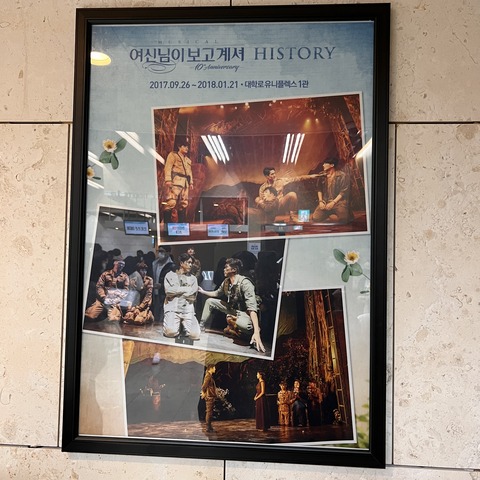 MUSICAL
여신님이 보고 계셔 HISTORY
10th Anniversary
2017.09.26 ~ 2018.01.21 • 대학로 유니플렉스 1관